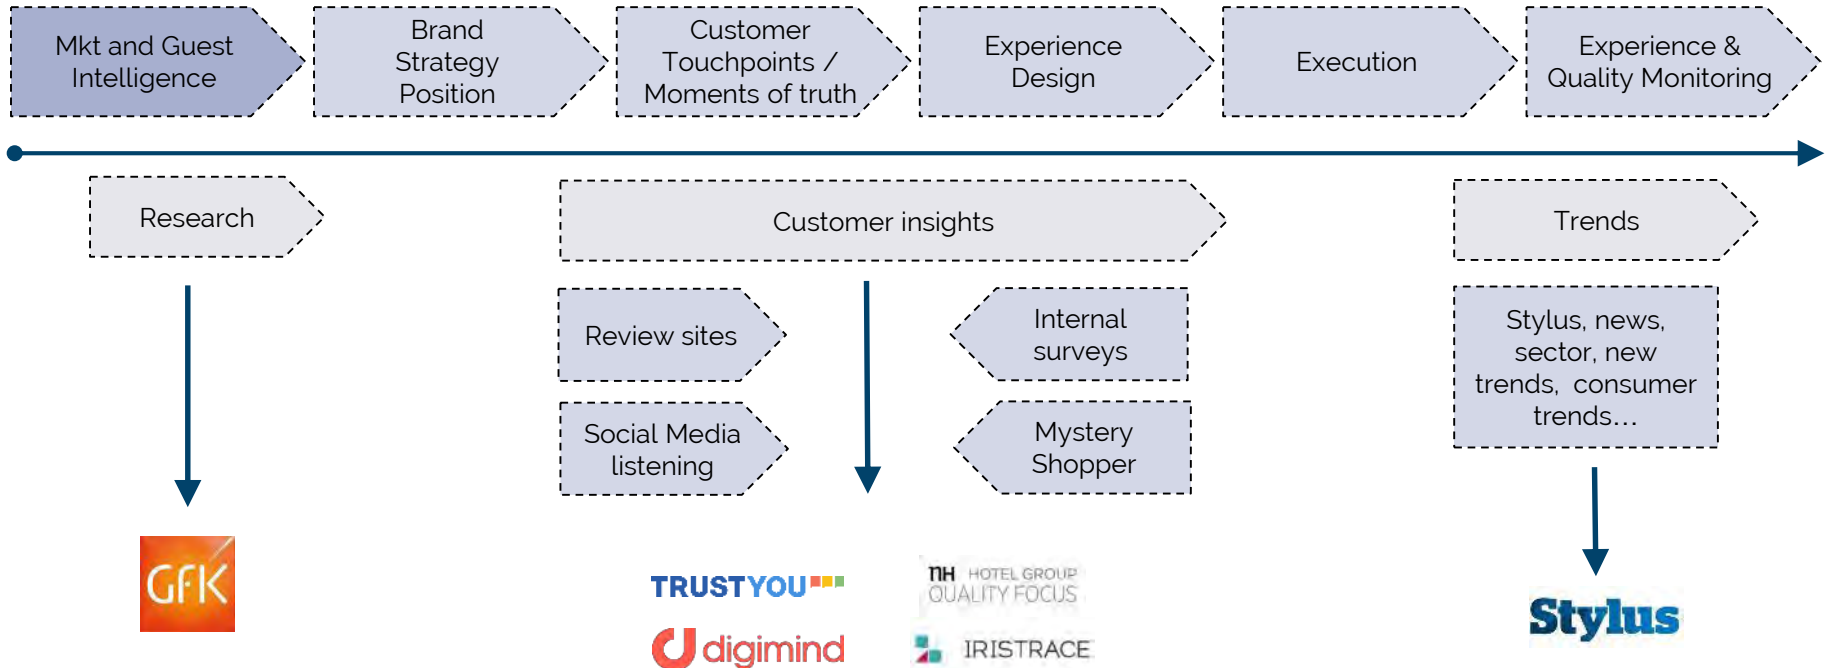 Mkt and Guest
Intelligence
Brand
Strategy
Position
Customer
Touchpoints /
Moments of truth
Experience
Design
Execution
Experience &
Quality Monitoring
Research
Customer insights
Trends
Review sites
Internal
surveys
Social Media
listening
Mystery
Shopper
Stylus, news,
sector, new
trends, consumer
trends...
GFK
TRUSTYOU
nH HOTEL GROUP
QUALITY FOCUS
digimind
IRISTRACE
Stylus